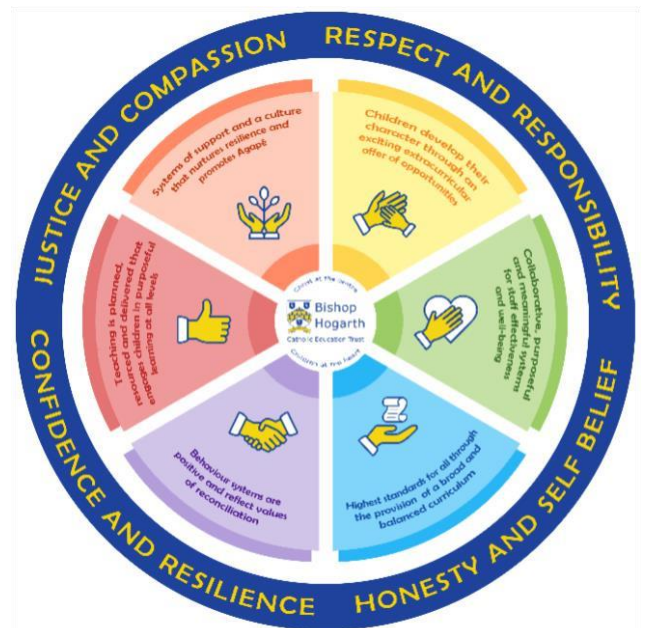 JUSTICE AND COMPASSION
RESPECT AND RESPONSIBILITY
HONESTY AND SELF BELIEF
CONFIDENCE AND RESILIENCE
Systems of support and a culture
that nurtures resilience and
promotes Agapé
Children develop their
character through an
exciting extracurricular
offer of opportunities
Collaborative, purposeful
and meaningful systems
for staff effectiveness
and well-being
Highest standards for all through
the provision of a broad and
balanced curriculum
Behaviour systems are
positive and reflect values
of reconciliation
Teaching is planned,
resourced and delivered that
engages children in purposeful
learning at all levels
Christ at the centre
Bishop
Hogarth
Catholic Education Trust
Children at the heart